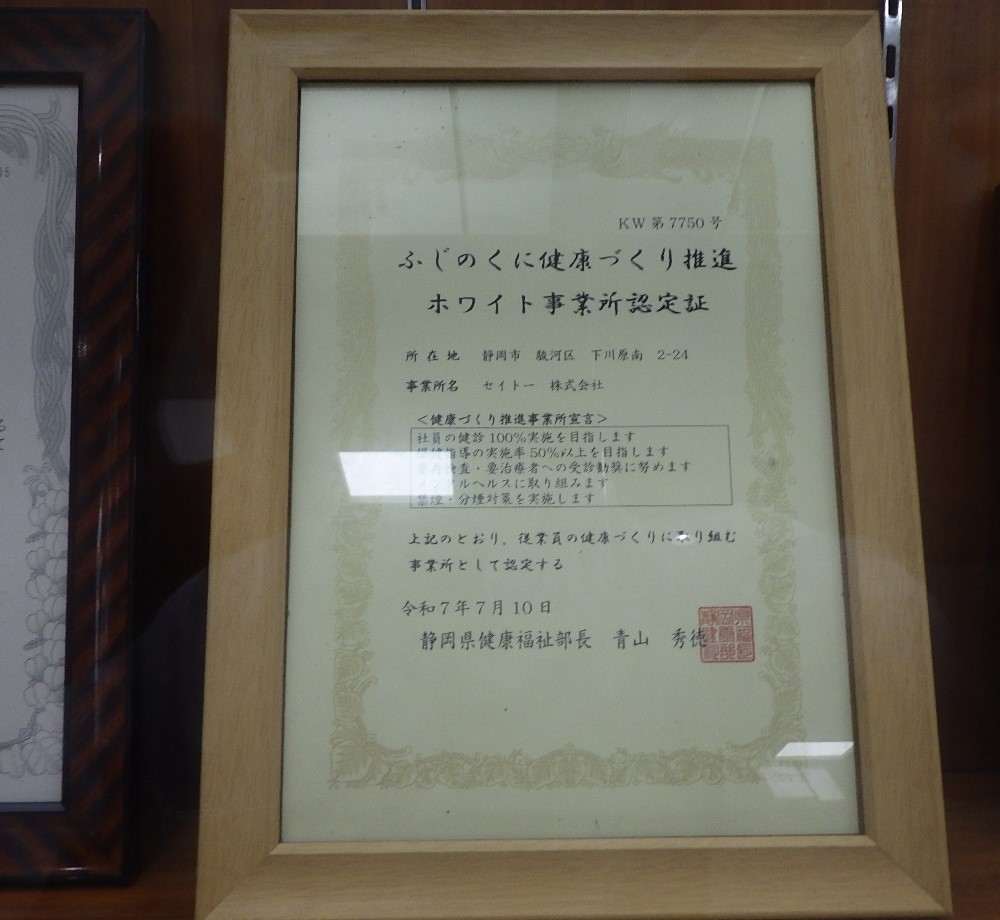 KW第7750号
ふじのくに健康づくり推進
ホワイト事業所認定証
所在地 静岡市 駿河区 下川原南 2-24
事業所名 セイトー 株式会社
＜健康づくり推進事業所宣言＞
社員の健診100%実施を目指します
保健指導の実施率50%以上を目指します
要再検査・要治療者への受診勧奨に努めます
メンタルヘルスに取り組みます
禁煙・分煙対策を実施します
上記のとおり、従業員の健康づくりに取り組む
事業所として認定する
令和7年7月10日
静岡県健康福祉部長 青山 秀徳